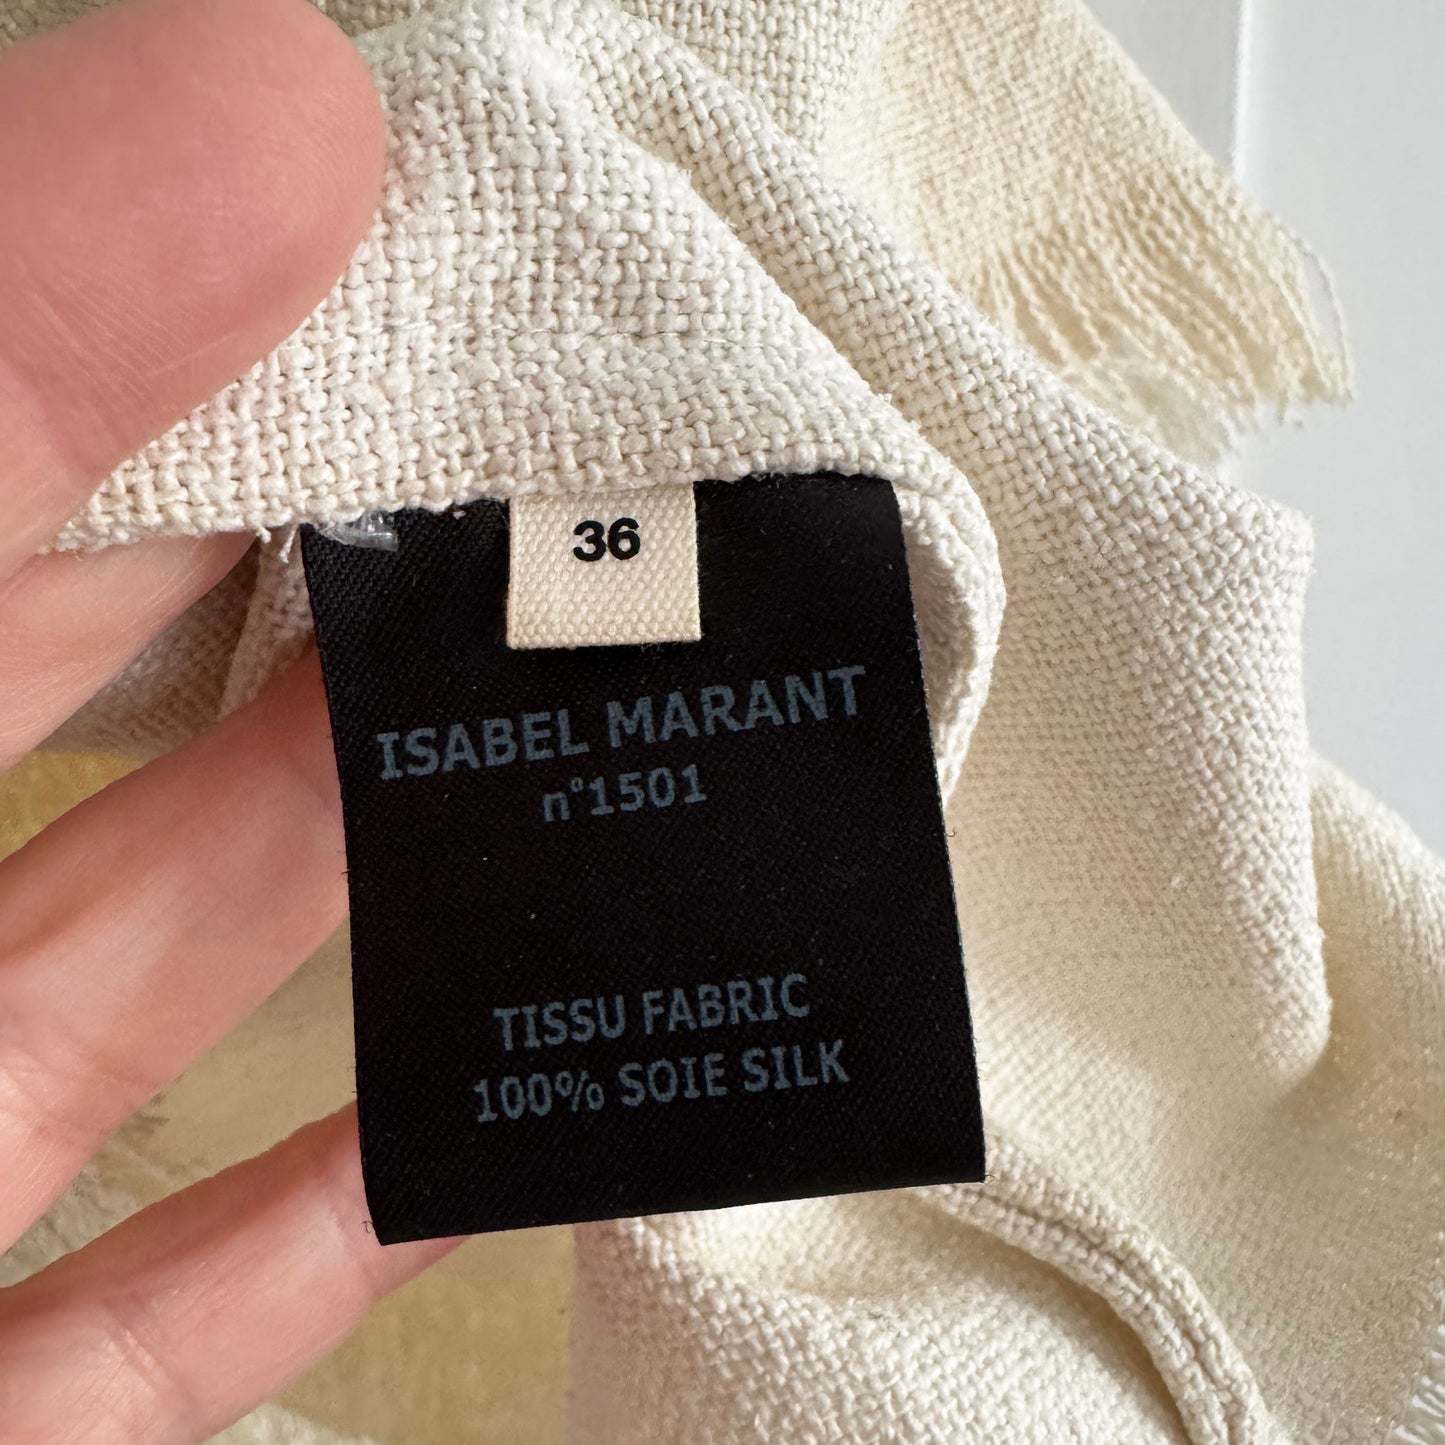 36
ISABEL MARANT
n°1501
TISSU FABRIC
100% SOIE SILK